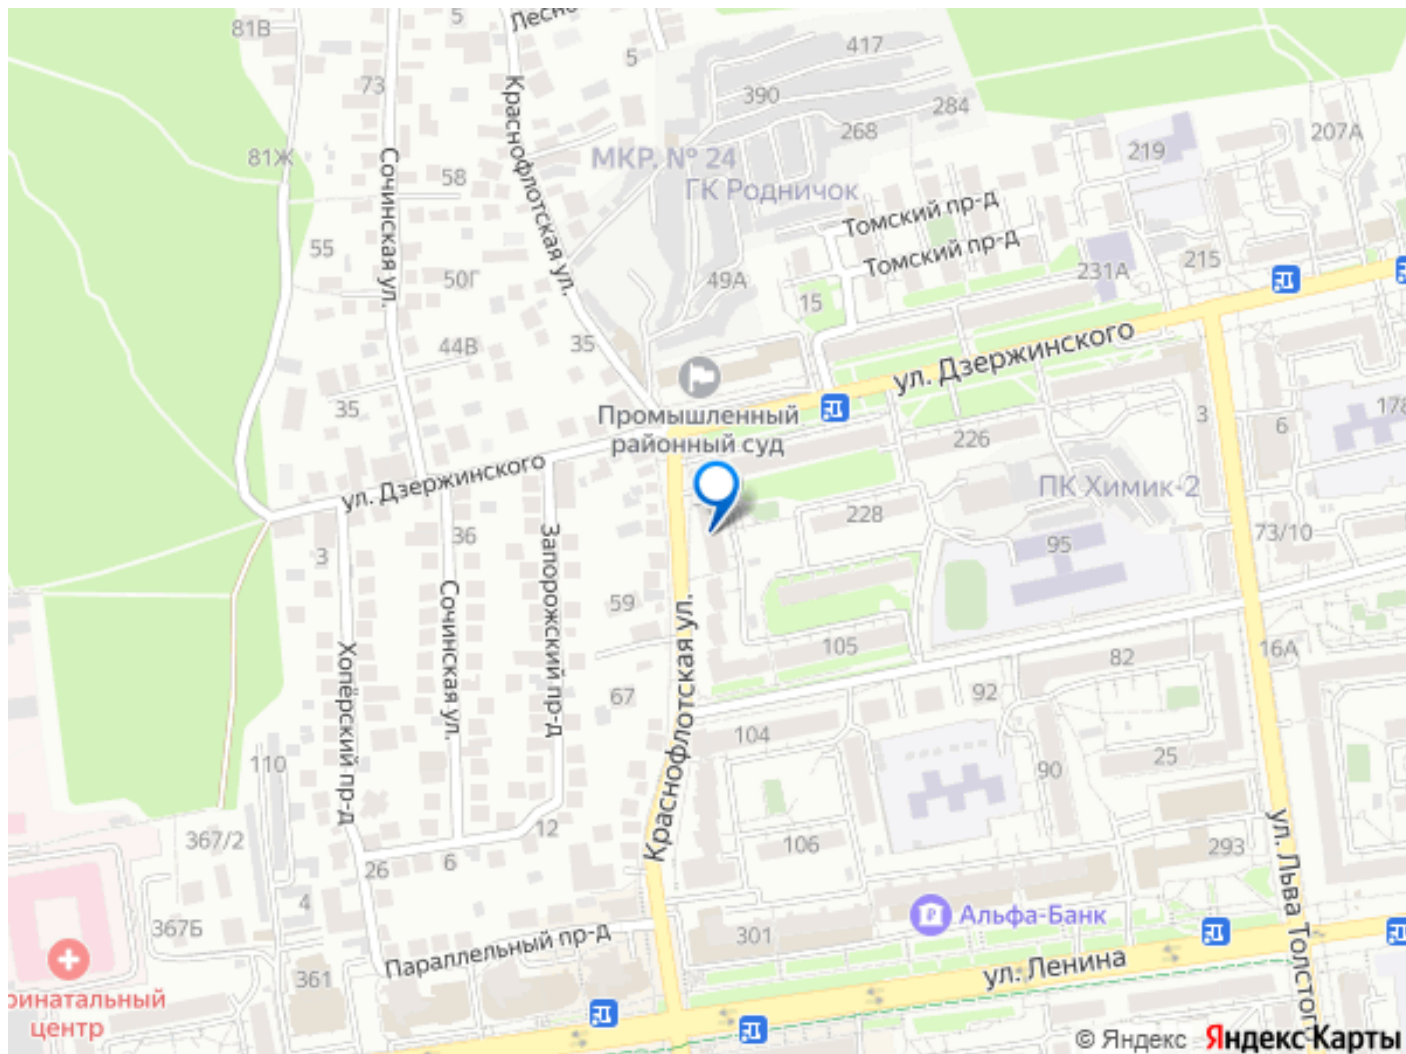 5
Лесно
81В
5
417
73
390
284
268
207А
Краснофлотская ул.
81Ж
Сочинская ул.
МКР. № 24
219
58
ГК Родничок
Томский пр-д
Томский пр-д
55
50Г
49А
15
231А
215
44В
35
ул. Дзержинского
35
Промышленный
районный суд
3
6
178
226
ул. Дзержинского
ПК Химик-2
36
3
228
95
73/10
Запорожский пр-д
Сочинская ул.
59
Хопёрский пр-д
105
82
16А
67
92
Краснофлотская ул.
104
110
90
25
12
367/2
6
26
106
293
ул. Льва Толстого
4
367Б
301
Альфа-Банк
Параллельный пр-д
361
ул. Ленина
ринатальный
центр
© Яндекс Яндекс Карты